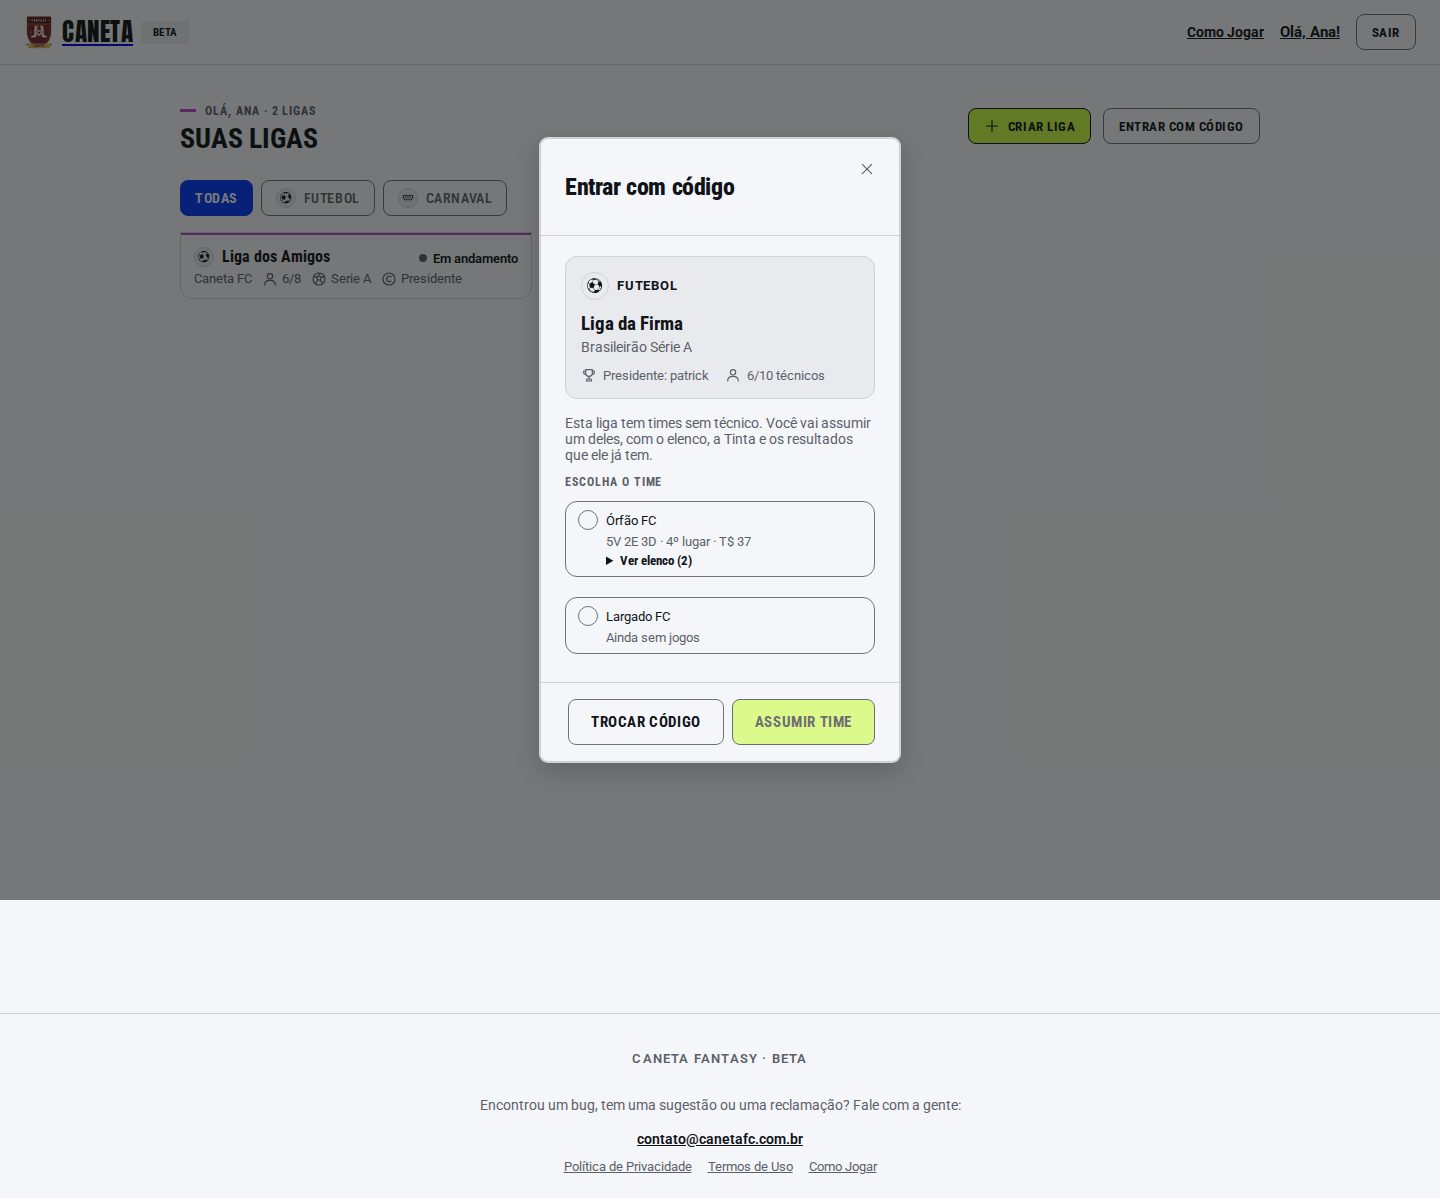 CANETA
BETA
Como Jogar
Olá, Ana!
SAIR
OLÁ, ANA · 2 LIGAS
SUAS LIGAS
CRIAR LIGA
ENTRAR COM CÓDIGO
TODAS
FUTEBOL
CARNAVAL
Liga dos Amigos
Em andamento
Caneta FC
6/8
Serie A
Presidente
Entrar com código
FUTEBOL
Liga da Firma
Brasileirão Série A
Presidente: patrick
6/10 técnicos
Esta liga tem times sem técnico. Você vai assumir
um deles, com o elenco, a Tinta e os resultados
que ele já tem.
ESCOLHA O TIME
Órfão FC
5V 2E 3D · 4º lugar · T$ 37
Ver elenco (2)
Largado FC
Ainda sem jogos
TROCAR CÓDIGO
ASSUMIR TIME
CANETA FANTASY · BETA
Encontrou um bug, tem uma sugestão ou uma reclamação? Fale com a gente:
contato@canetafc.com.br
Política de Privacidade
Termos de Uso
Como Jogar